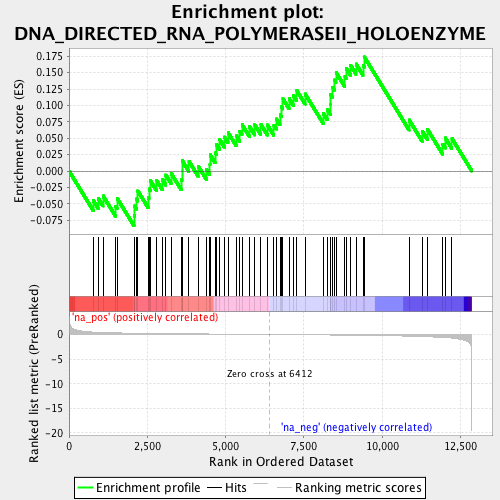 Enrichment plot:
DNA_DIRECTED_RNA_POLYMERASEII_HOLOENZYME
Enrichment score (ES)
0.175
0.150
0.125
0.100
0.075
0.050
0.025
0.000
-0.025
-0.050
-0.075
'na_pos' (positively correlated)
Ranked list metric (PreRanked)
0
-5
-10
-15
-20
Zero cross at 6412
'na_neg' (negatively correlated)
0
2,500
5,000
7,500
10,000
12,500
Rank in Ordered Dataset
Enrichment profile
Hits
Ranking metric scores